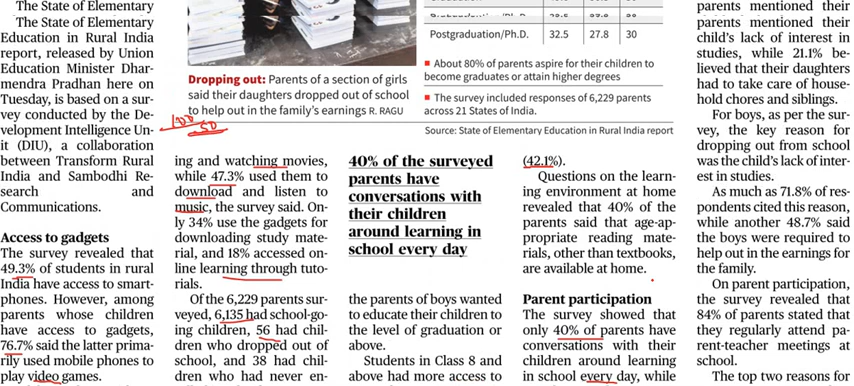 The State of Elementary
The State of Elementary
Education in Rural India
report, released by Union
Education Minister Dhar-
mendra Pradhan here on
Tuesday, is based on a sur-
vey conducted by the De-
velopment Intelligence Un-
it (DIU), a collaboration
between Transform Rural
India and Sambodhi Re-
search and
Communications.
Access to gadgets
The survey revealed that
49.3% of students in rural
India have access to smart-
phones. However, among
parents whose children
have access to gadgets,
76.7% said the latter prima-
rily used mobile phones to
play video games.
Dropping out: Parents of a section of girls
said their daughters dropped out of school
to help out in the family's earnings R. RAGU
100
50
ing and watching movies,
while 47.3% used them to
download and listen to
music, the survey said. On-
ly 34% use the gadgets for
downloading study mate-
rial, and 18% accessed on-
line learning through tuto-
rials.
Of the 6,229 parents sur-
veyed, 6,135 had school-go-
ing children, 56 had chil-
dren who dropped out of
school, and 38 had chil-
dren who had never en-
Postgraduation/Ph.D. 32.5 27.8 30
About 80% of parents aspire for their children to
become graduates or attain higher degrees
The survey included responses of 6,229 parents
across 21 States of India.
Source: State of Elementary Education in Rural India report
40% of the surveyed
parents have
conversations with
their children
around learning in
school every day
the parents of boys wanted
to educate their children to
the level of graduation or
above.
Students in Class 8 and
above had more access to
(42.1%).
Questions on the learn-
ing environment at home
revealed that 40% of the
parents said that age-ap-
propriate reading mate-
rials, other than textbooks,
are available at home.
Parent participation
The survey showed that
only 40% of parents have
conversations with their
children around learning
in school every day, while
parents mentioned their
parents mentioned their
child's lack of interest in
studies, while 21.1% be-
lieved that their daughters
had to take care of house-
hold chores and siblings.
For boys, as per the sur-
vey, the key reason for
dropping out from school
was the child's lack of inter-
est in studies.
As much as 71.8% of res-
pondents cited this reason,
while another 48.7% said
the boys were required to
help out in the earnings for
the family.
On parent participation,
the survey revealed that
84% of parents stated that
they regularly attend pa-
rent-teacher meetings at
school.
The top two reasons for